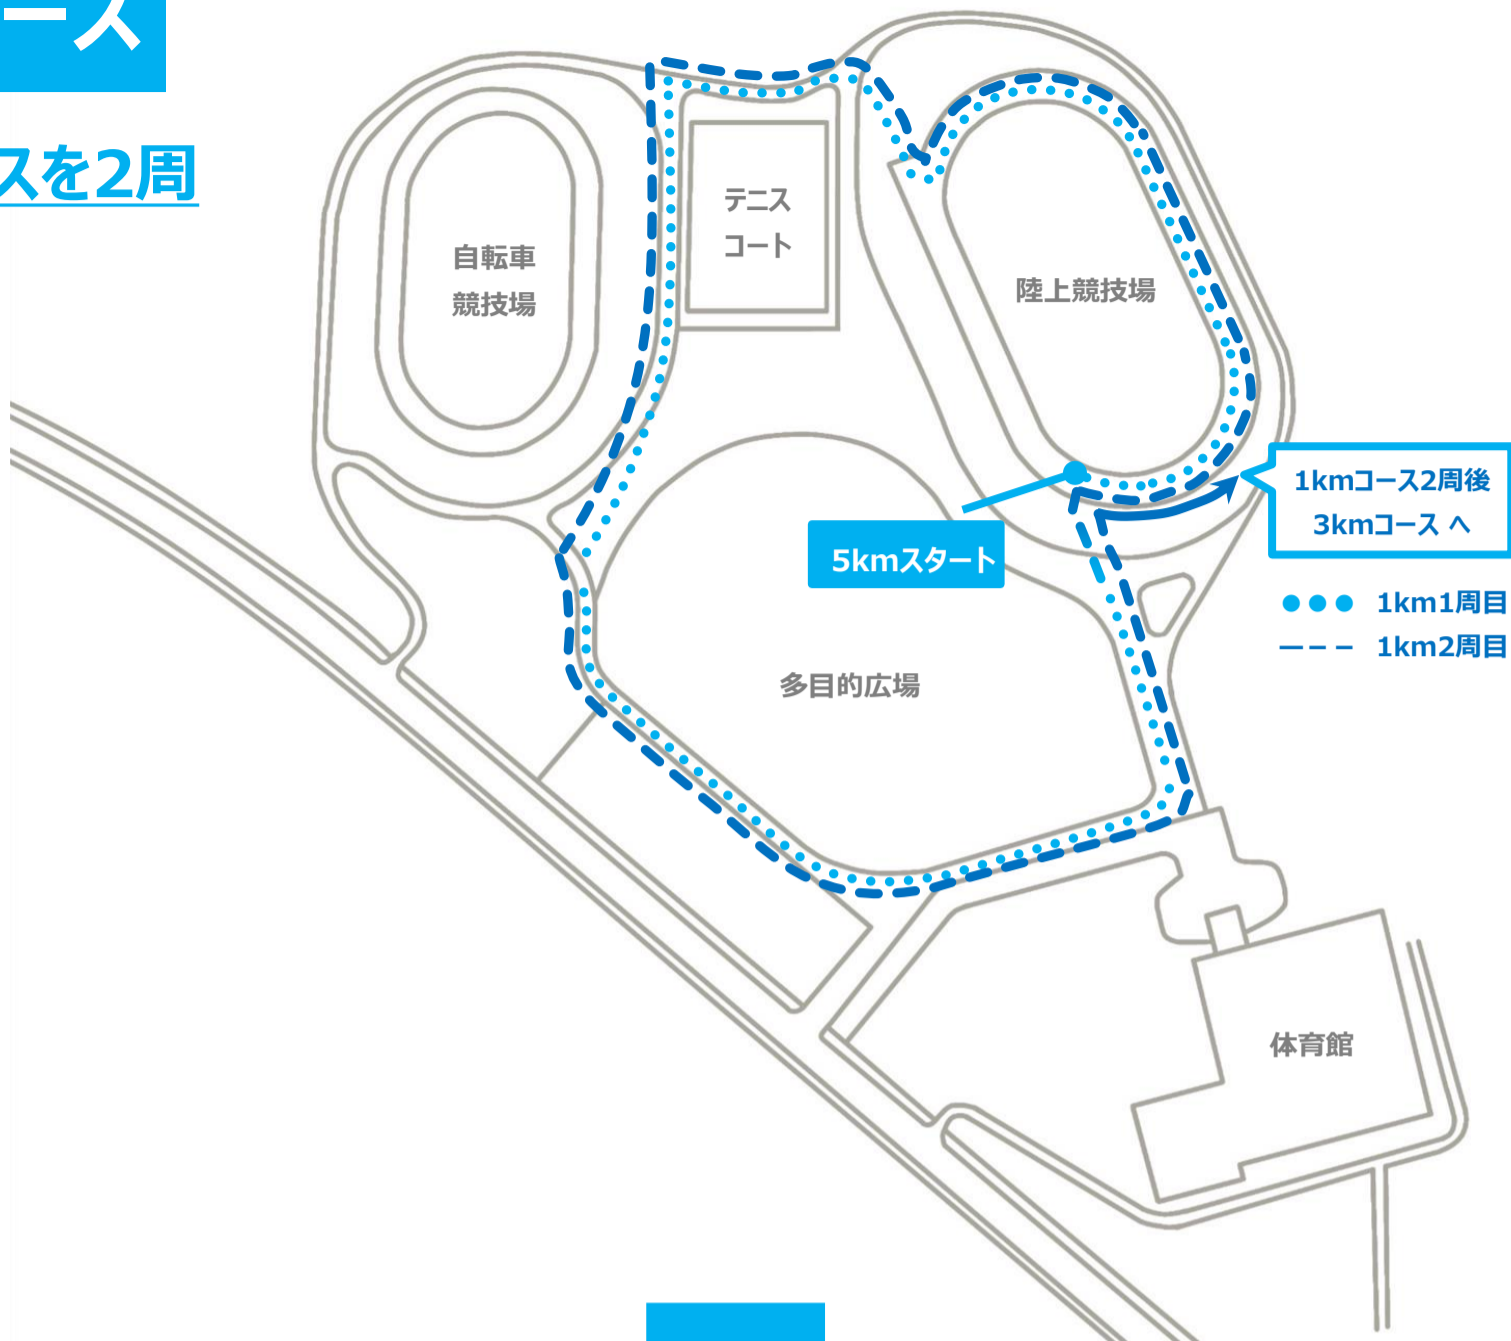 ース
スを2周
テニス
コート
自転車
競技場
陸上競技場
1kmコース2周後
3kmコース へ
5kmスタート
1km1周目
1km2周目
多目的広場
体育館